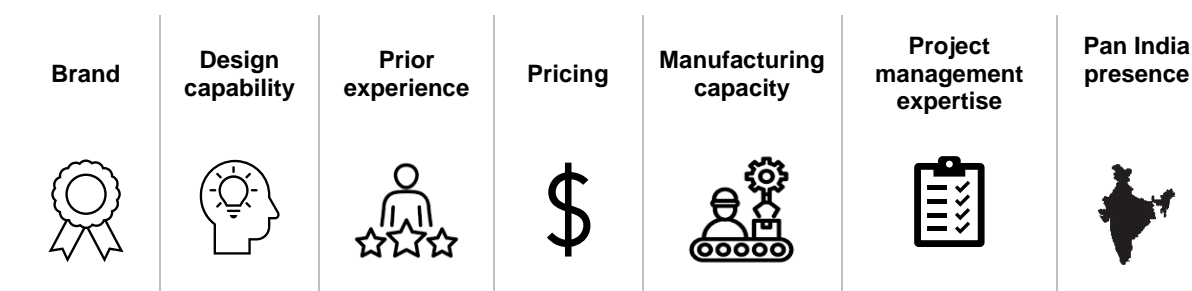 Brand
Design
capability
Prior
experience
Pricing
Manufacturing
capacity
Project
management
expertise
Pan India
presence
$